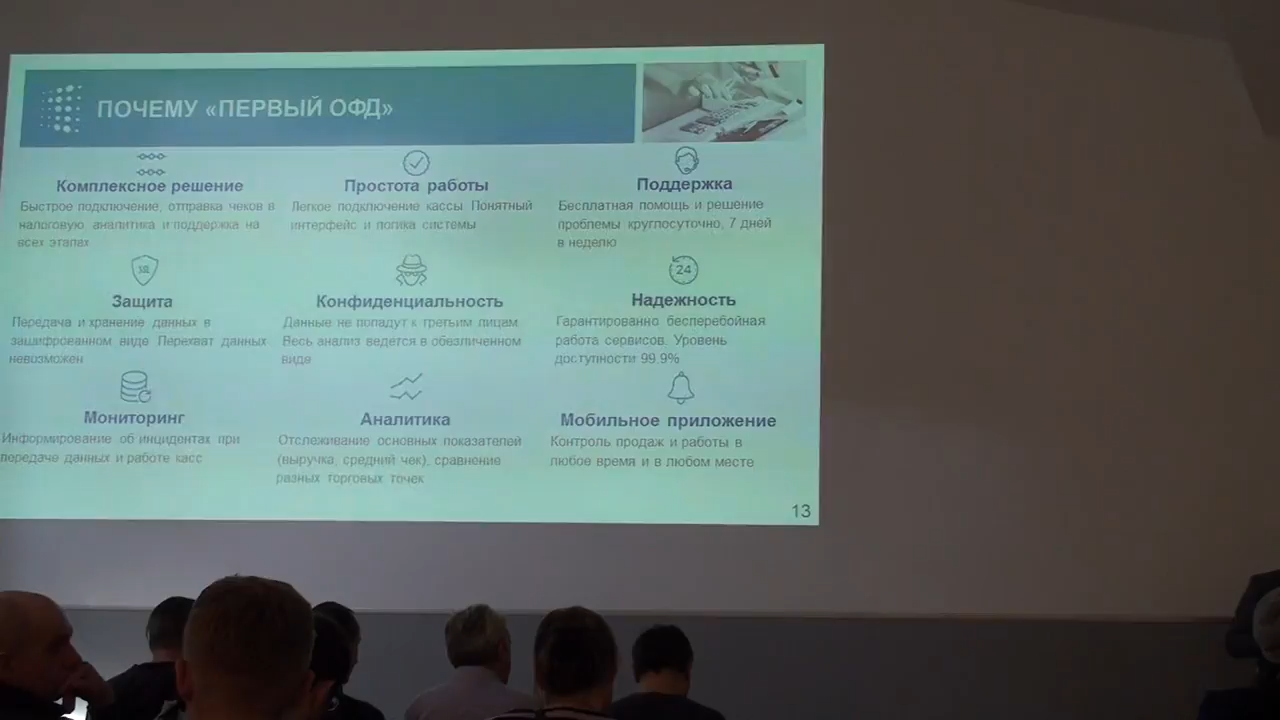 ПОЧЕМУ «ПЕРВЫЙ ОФД»
Комплексное решение
Быстрое подключение, отправка чеков в
налоговую, аналитика и поддержка на
всех этапах
Простота работы
Легкое подключение кассы. Понятный
интерфейс и логика системы
Поддержка
Бесплатная помощь и решение
проблемы круглосуточно, 7 дней
в неделю
Защита
Передача и хранение данных в
зашифрованном виде. Перехват данных
невозможен
Конфиденциальность
Данные не попадут к третьим лицам.
Весь анализ ведется в обезличенном
виде
24
Надежность
Гарантированно бесперебойная
работа сервисов. Уровень
доступности 99.9%
Мониторинг
Информирование об инцидентах при
передаче данных и работе касс
Аналитика
Отслеживание основных показателей
(выручка, средний чек), сравнение
разных торговых точек
Мобильное приложение
Контроль продаж и работы в
любое время и в любом месте
13